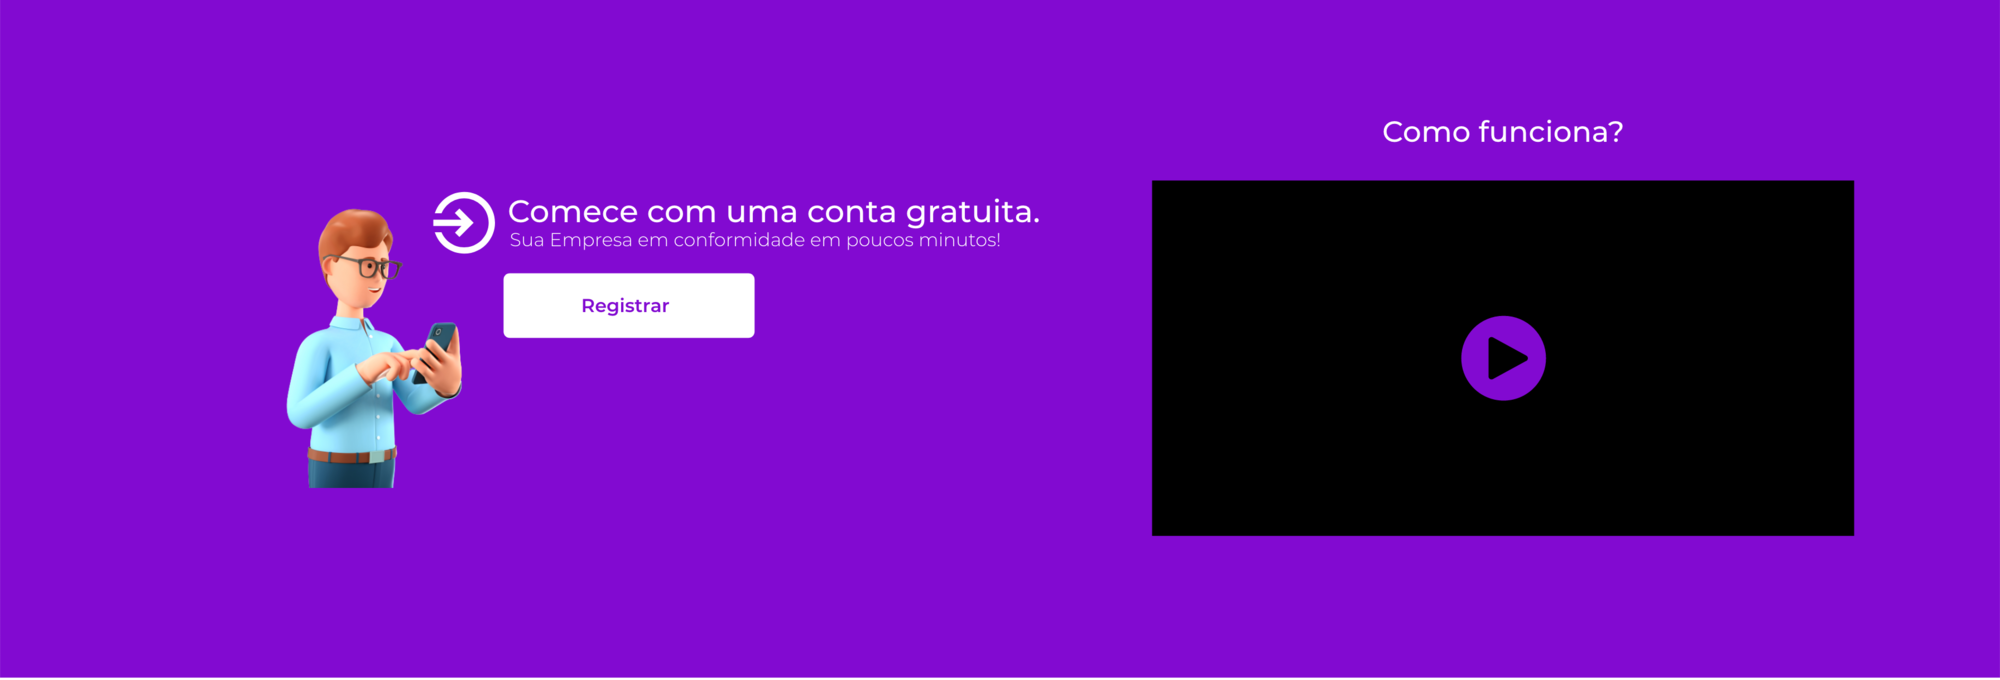 Comece com uma conta gratuita.
Sua Empresa em conformidade em poucos minutos!
Registrar
Como funciona?